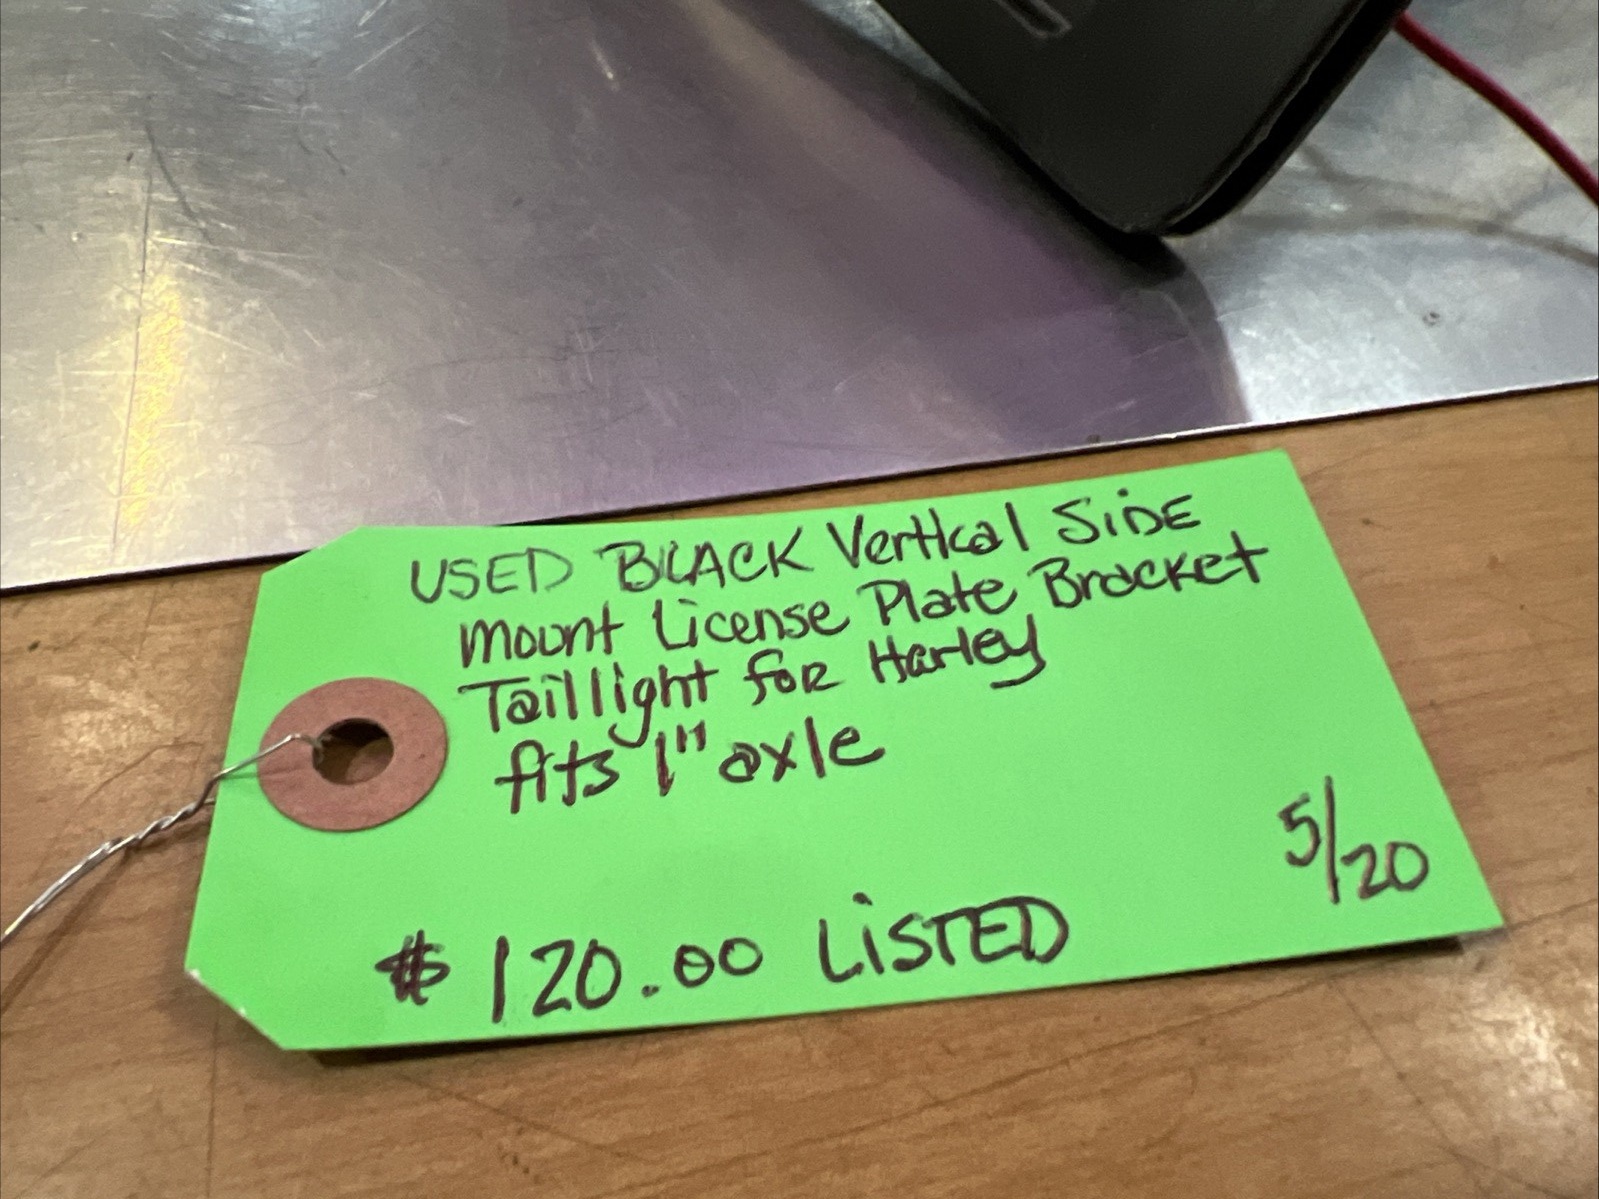 USED BLACK Vertical SiDE
Mount License Plate Bracket
Taillight foR Harley
fits 1" axle
5/20
$120.00 LiSTED